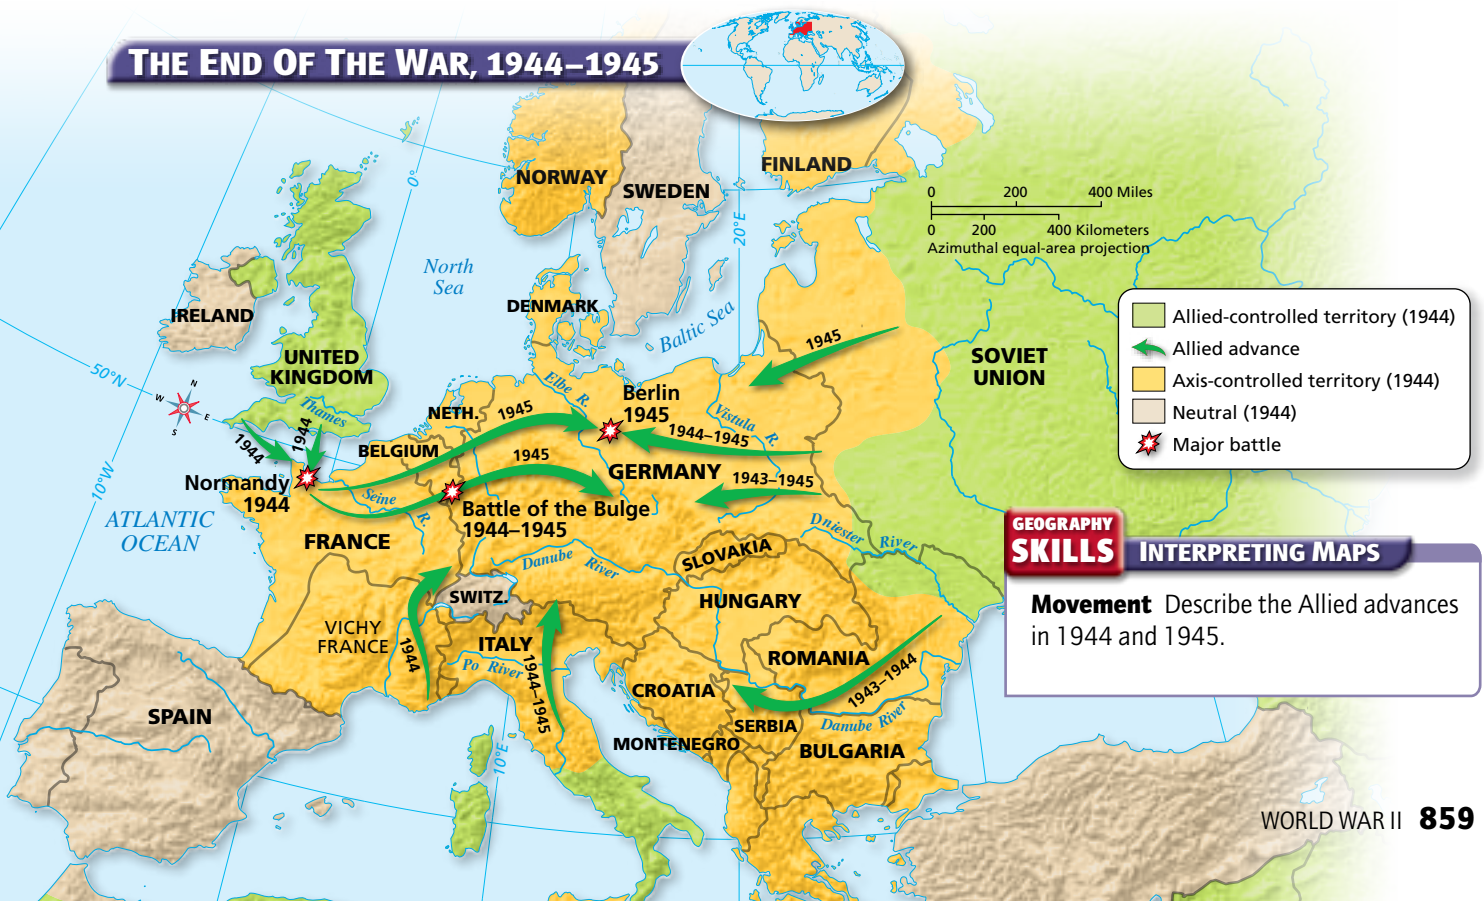 THE END OF THE WAR, 1944–1945
NORWAY
SWEDEN
FINLAND
0°
20°E
0 200 400 Miles
0 200 400 Kilometers
Azimuthal equal-area projection
North
Sea
DENMARK
Baltic Sea
IRELAND
UNITED
KINGDOM
Thames
50°N
N
W
E
S
10°W
ATLANTIC
OCEAN
SOVIET
UNION
1945
Elbe R.
Berlin
1945
Vistula R.
NETH.
1945
1944–1945
BELGIUM
1944
1944
Normandy
1944
1945
GERMANY
1943–1945
Seine R.
Battle of the Bulge
1944–1945
FRANCE
Dniester River
Danube River
SLOVAKIA
SWITZ.
HUNGARY
VICHY
FRANCE
1944
ITALY
Po River
1944–1945
ROMANIA
1943–1944
CROATIA
SERBIA
Danube River
MONTENEGRO
BULGARIA
SPAIN
10°E
Allied-controlled territory (1944)
Allied advance
Axis-controlled territory (1944)
Neutral (1944)
Major battle
GEOGRAPHY
SKILLS INTERPRETING MAPS
Movement Describe the Allied advances
in 1944 and 1945.
WORLD WAR II 859